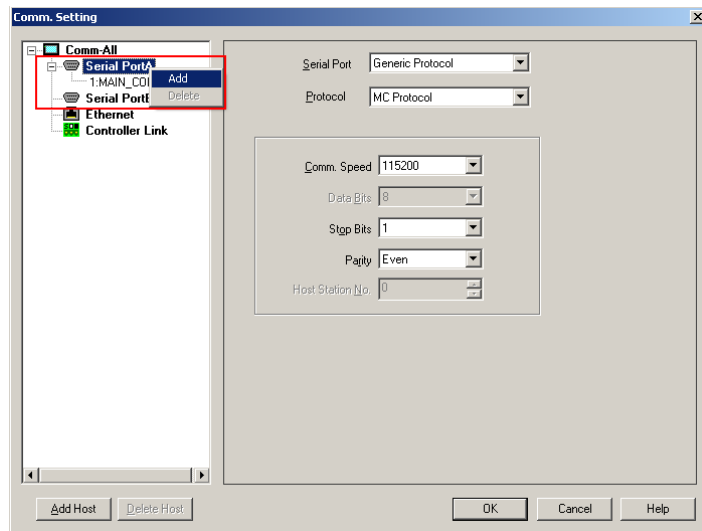 Comm. Setting
Comm-All
Serial PortA
1:MAIN_CO
Add
Delete
Serial Port
Ethernet
Controller Link
Serial Port Generic Protocol
Protocol MC Protocol
Comm. Speed 115200
Data Bits 8
Stop Bits 1
Parity Even
Host Station No. 0
Add Host Delete Host OK Cancel Help